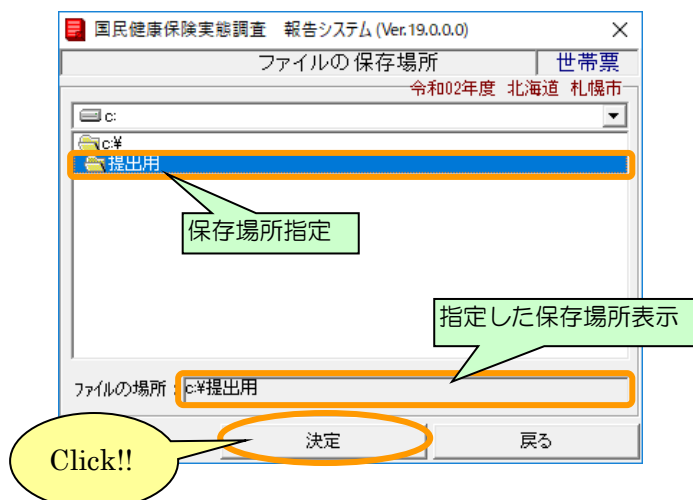 国民健康保険実態調査 報告システム (Ver.19.0.0.0)
ファイルの保存場所 世帯票
令和02年度 北海道 札幌市
c:
c:¥
提出用
保存場所指定
指定した保存場所表示
ファイルの場所 : c:¥提出用
Click!! 決定 戻る